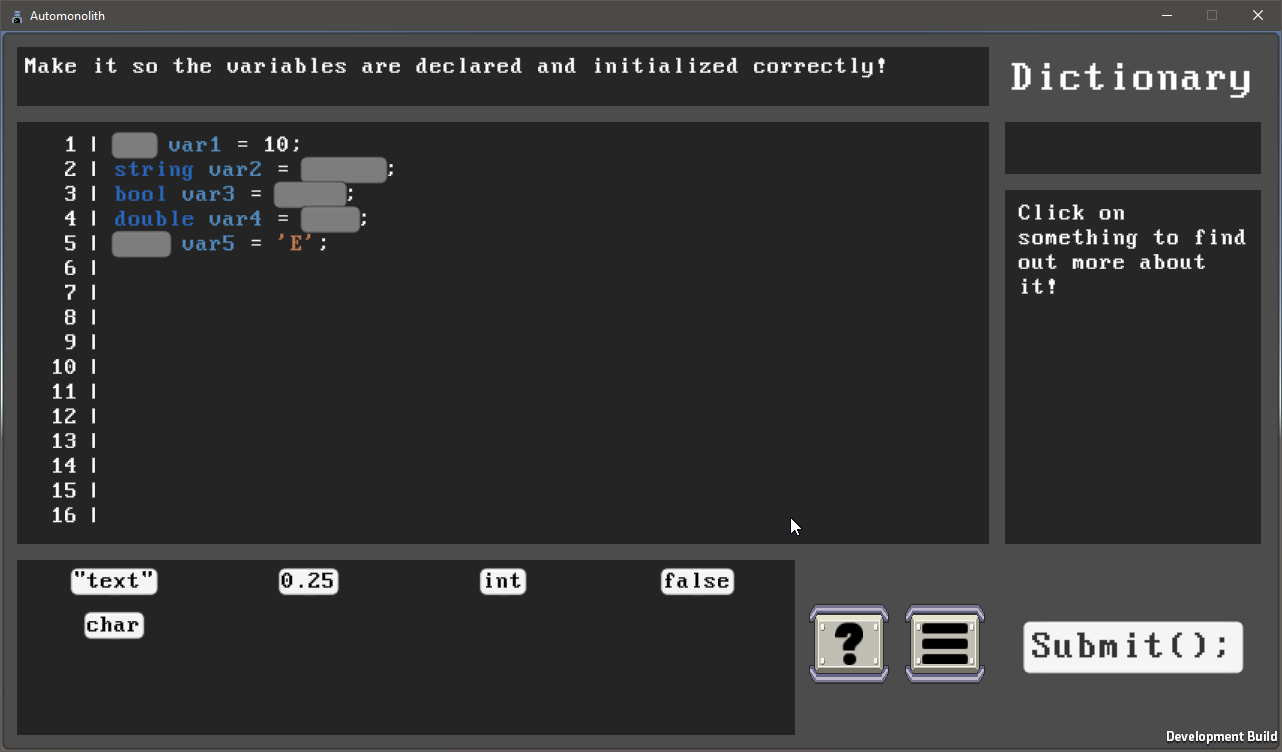 Automonolith
Make it so the variables are declared and initialized correctly!
Dictionary
1 | var1 = 10;
2 | string var2 = ;
3 | bool var3 = ;
4 | double var4 = ;
5 | var5 = 'E';
6 |
7 |
8 |
9 |
10 |
11 |
12 |
13 |
14 |
15 |
16 |
Click on
something to find
out more about
it!
"text" 0.25 int false
char
?
Submit();
Development Build